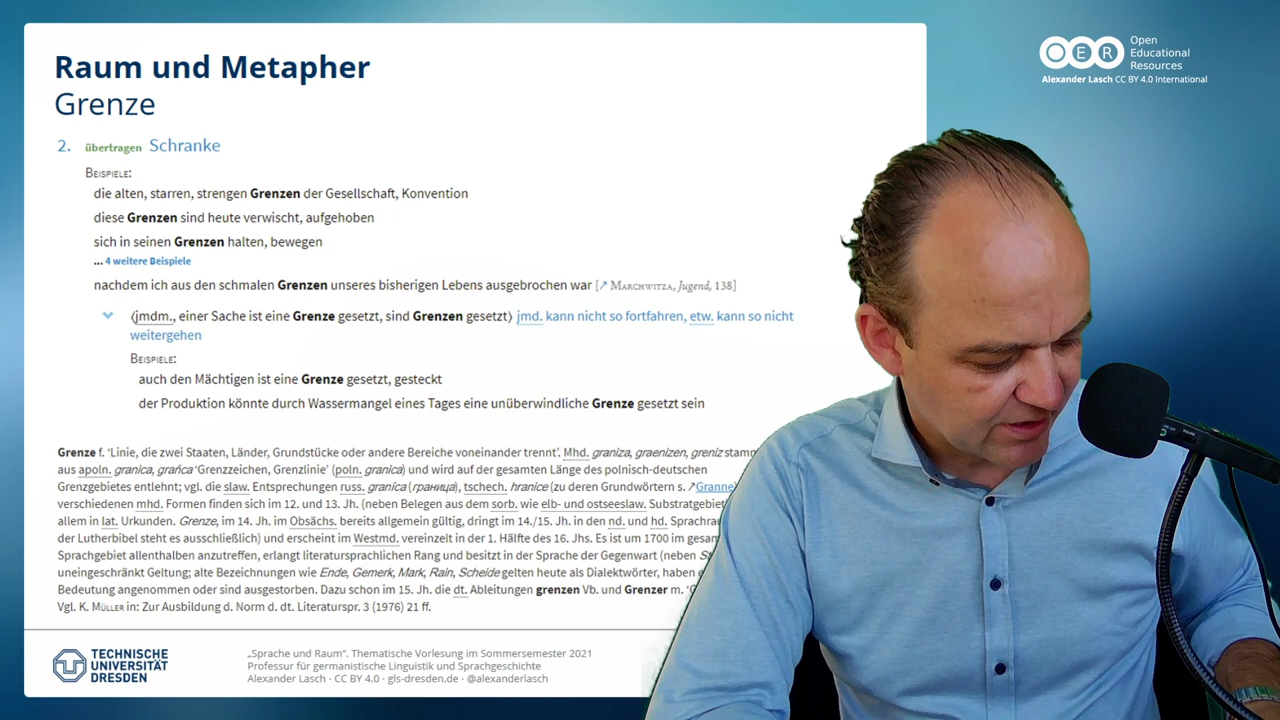 Raum und Metapher
Grenze
2. übertragen Schranke
BEISPIELE:
die alten, starren, strengen Grenzen der Gesellschaft, Konvention
diese Grenzen sind heute verwischt, aufgehoben
sich in seinen Grenzen halten, bewegen
... 4 weitere Beispiele
nachdem ich aus den schmalen Grenzen unseres bisherigen Lebens ausgebrochen war [↗ MARCHWITZA, Jugend, 138]
⟨jmdm., einer Sache ist eine Grenze gesetzt, sind Grenzen gesetzt⟩ jmd. kann nicht so fortfahren, etw. kann so nicht
weitergehen
BEISPIELE:
auch den Mächtigen ist eine Grenze gesetzt, gesteckt
der Produktion könnte durch Wassermangel eines Tages eine unüberwindliche Grenze gesetzt sein
Grenze f. ‘Linie, die zwei Staaten, Länder, Grundstücke oder andere Bereiche voneinander trennt’. Mhd. graniza, graenizen, greniz
aus apoln. granica, grańca ‘Grenzzeichen, Grenzlinie’ (poln. granica) und wird auf der gesamten Länge des polnisch-deutschen
Grenzgebietes entlehnt; vgl. die slaw. Entsprechungen russ. graníca (граница), tschech. hranice (zu deren Grundwörtern s. ↗Granne
verschiedenen mhd. Formen finden sich im 12. und 13. Jh. (neben Belegen aus dem sorb. wie elb- und ostseeslaw. Substratgebiet
allem in lat. Urkunden. Grenze, im 14. Jh. im Obsächs. bereits allgemein gültig, dringt im 14./15. Jh. in den nd. und hd.
der Lutherbibel steht es ausschließlich) und erscheint im Westmd. vereinzelt in der 1. Hälfte des 16. Jhs. Es ist um 1700 im
Sprachgebiet allenthalben anzutreffen, erlangt literatursprachlichen Rang und besitzt in der Sprache der Gegenwart (neben
uneingeschränkt Geltung; alte Bezeichnungen wie Ende, Gemerk, Mark, Rain, Scheide gelten heute als Dialektwörter, haben
Bedeutung angenommen oder sind ausgestorben. Dazu schon im 15. Jh. die dt. Ableitungen grenzen Vb. und Grenzer m.
Vgl. K. MÜLLER in: Zur Ausbildung d. Norm d. dt. Literaturspr. 3 (1976) 21 ff.
TECHNISCHE
UNIVERSITÄT
DRESDEN
„Sprache und Raum“. Thematische Vorlesung im Sommersemester 2021
Professur für germanistische Linguistik und Sprachgeschichte
Alexander Lasch · CC BY 4.0 · gls-dresden.de · @alexanderlasch
OER
Open
Educational
Resources
Alexander Lasch CC BY 4.0 International